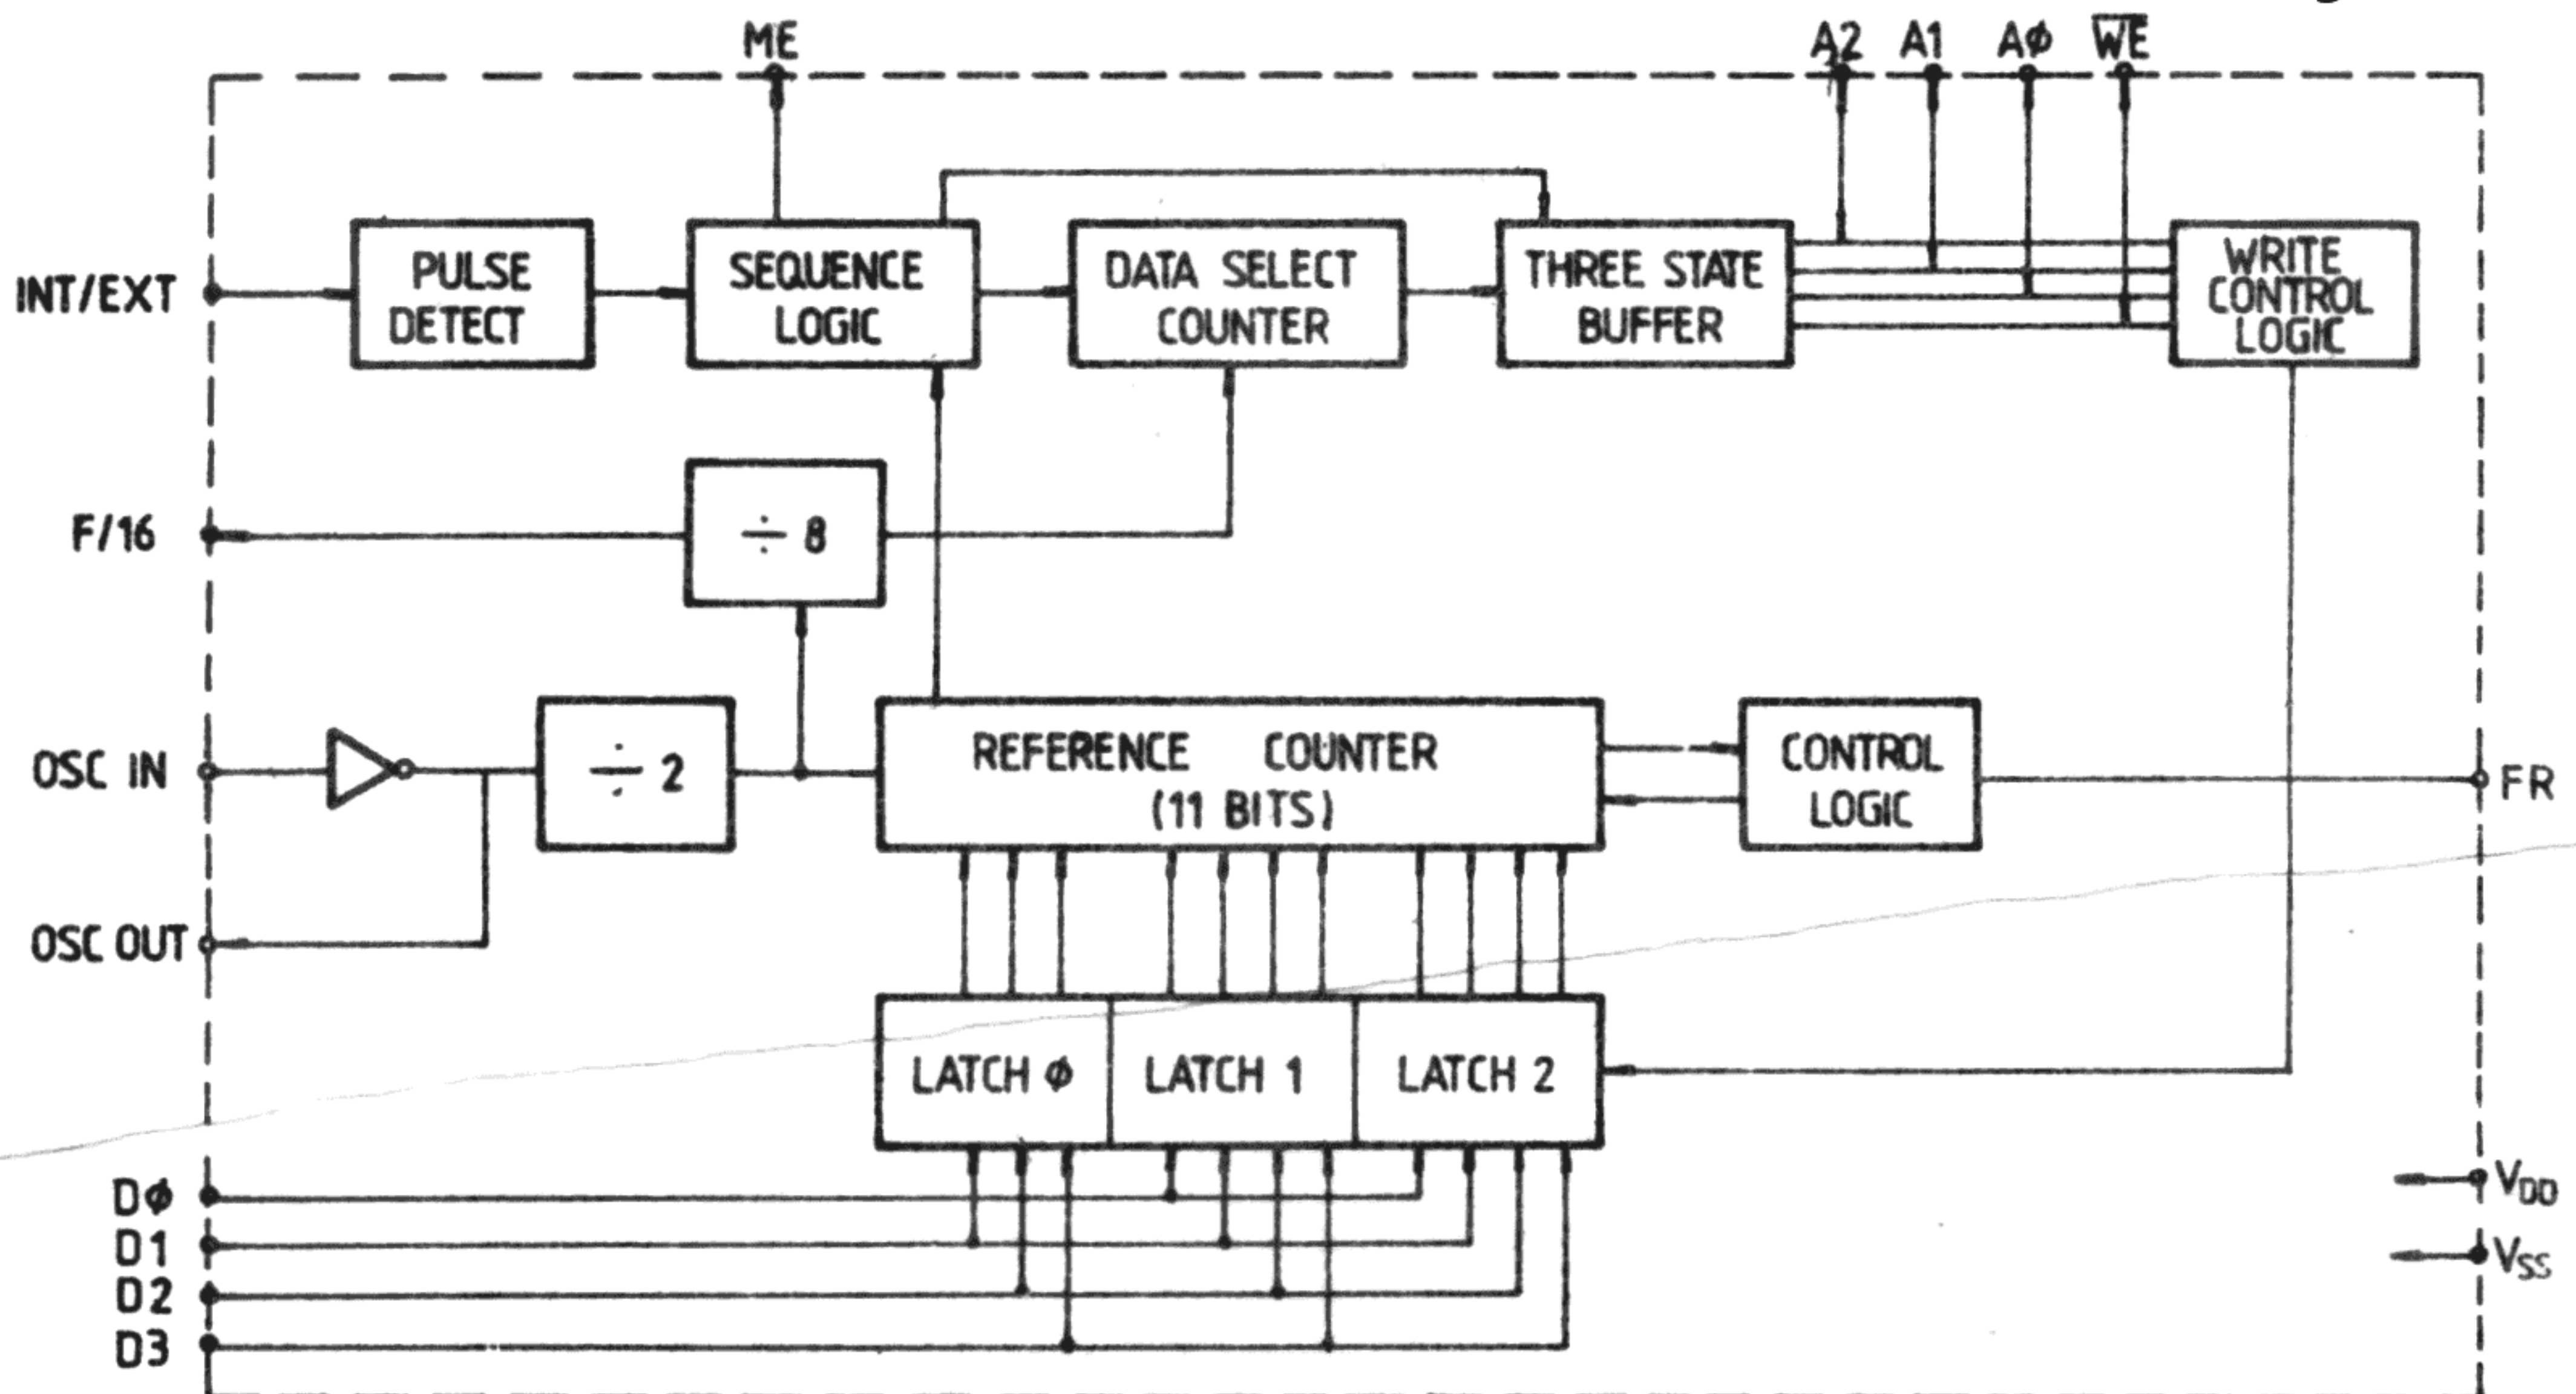 ME
A2 A1 AΦ W̅E̅
INT/EXT
PULSE
DETECT
SEQUENCE
LOGIC
DATA SELECT
COUNTER
THREE STATE
BUFFER
WRITE
CONTROL
LOGIC
F/16
÷ 8
OSC IN
÷ 2
REFERENCE COUNTER
(11 BITS)
CONTROL
LOGIC
FR
OSC OUT
LATCH Φ
LATCH 1
LATCH 2
DΦ
D1
D2
D3
VDD
VSS